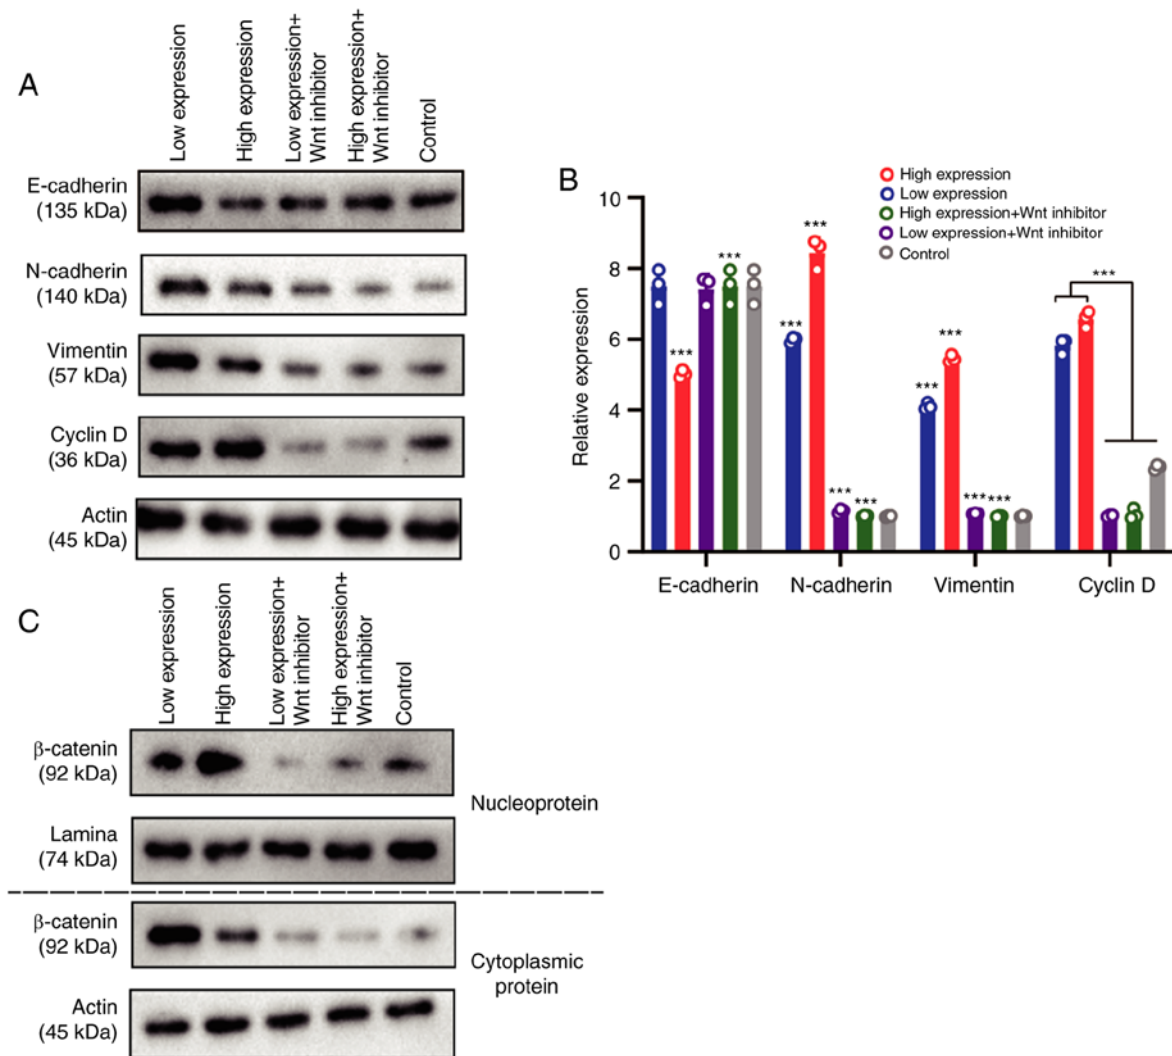 A
Low expression
High expression
Low expression+
Wnt inhibitor
High expression+
Wnt inhibitor
Control
E-cadherin
(135 kDa)
N-cadherin
(140 kDa)
Vimentin
(57 kDa)
Cyclin D
(36 kDa)
Actin
(45 kDa)
B
High expression
Low expression
High expression+Wnt inhibitor
Low expression+Wnt inhibitor
Control
Relative expression
10
8
6
4
2
0
***
***
***
***
***
***
***
***
***
***
***
E-cadherin
N-cadherin
Vimentin
Cyclin D
C
Low expression
High expression
Low expression+
Wnt inhibitor
High expression+
Wnt inhibitor
Control
β-catenin
(92 kDa)
Lamina
(74 kDa)
Nucleoprotein
β-catenin
(92 kDa)
Actin
(45 kDa)
Cytoplasmic
protein